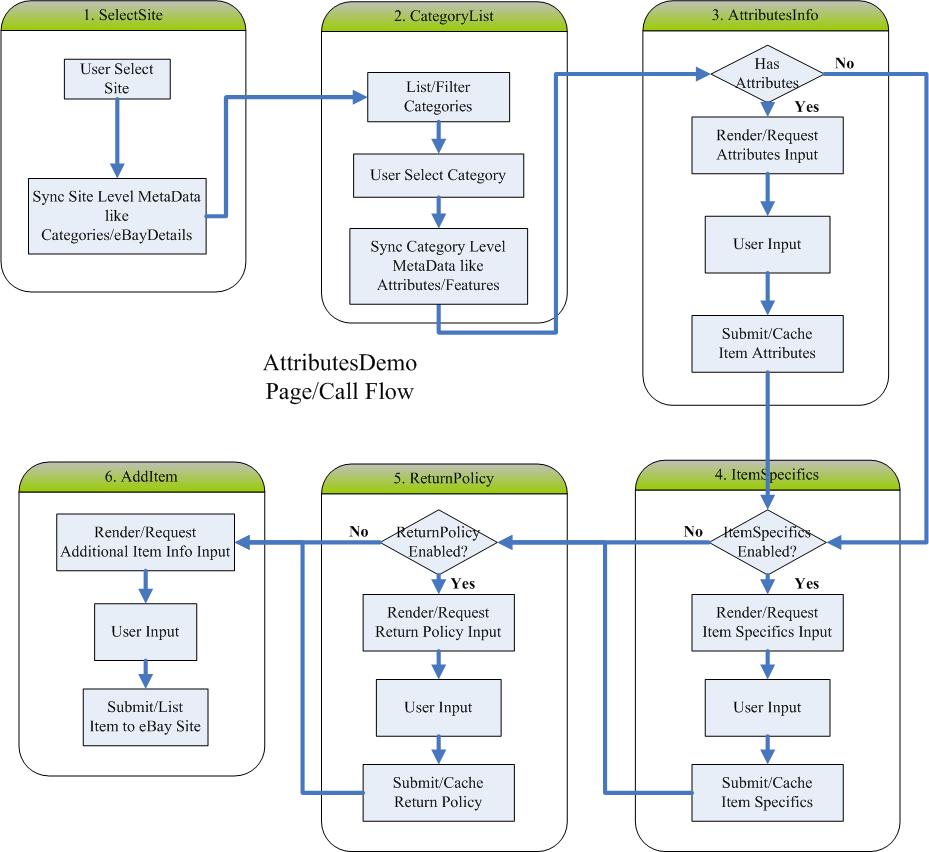 1. SelectSite
User Select
Site
Sync Site Level MetaData
like
Categories/eBayDetails
2. CategoryList
List/Filter
Categories
User Select Category
Sync Category Level
MetaData like
Attributes/Features
3. AttributesInfo
Has
Attributes
No
Yes
Render/Request
Attributes Input
User Input
Submit/Cache
Item Attributes
AttributesDemo
Page/Call Flow
4. ItemSpecifics
ItemSpecifics
Enabled?
No
Yes
Render/Request
Item Specifics Input
User Input
Submit/Cache
Item Specifics
5. ReturnPolicy
ReturnPolicy
Enabled?
No
Yes
Render/Request
Return Policy Input
User Input
Submit/Cache
Return Policy
6. AddItem
Render/Request
Additional Item Info Input
User Input
Submit/List
Item to eBay Site